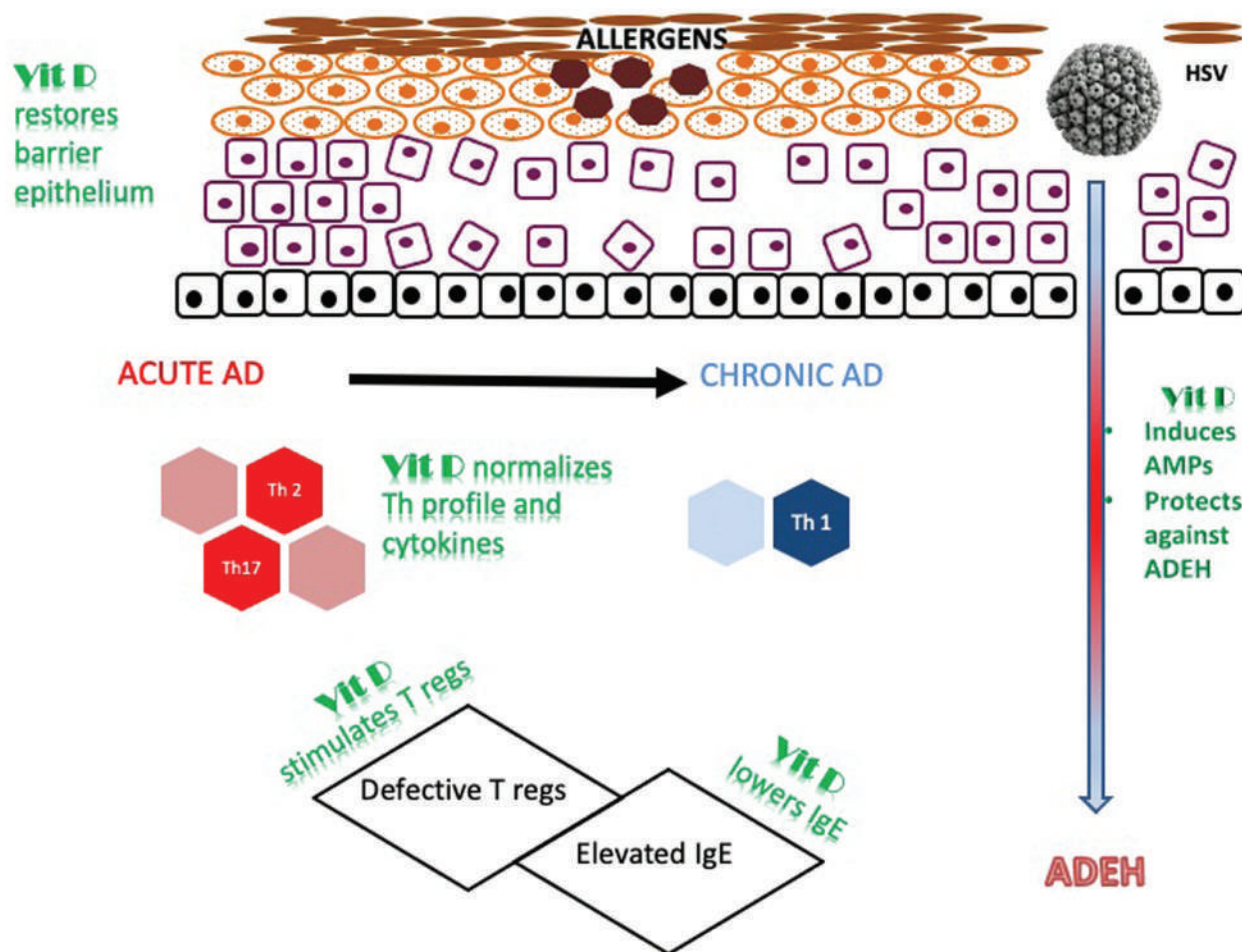 ALLERGENS
HSV
Vit D
restores
barrier
epithelium
ACUTE AD
CHRONIC AD
Th 2
Th17
Vit D normalizes
Th profile and
cytokines
Th 1
Vit D
• Induces
AMPs
• Protects
against
ADEH
Vit D
stimulates T regs
Defective T regs
Vit D
lowers IgE
Elevated IgE
ADEH